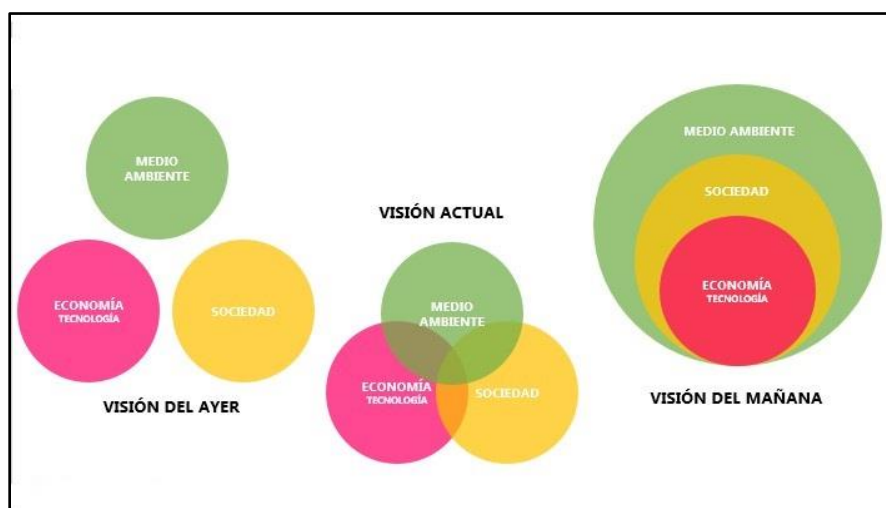 MEDIO
AMBIENTE
ECONOMÍA
TECNOLOGÍA
SOCIEDAD
VISIÓN DEL AYER
VISIÓN ACTUAL
MEDIO
AMBIENTE
ECONOMÍA
TECNOLOGÍA
SOCIEDAD
MEDIO AMBIENTE
SOCIEDAD
ECONOMÍA
TECNOLOGÍA
VISIÓN DEL MAÑANA